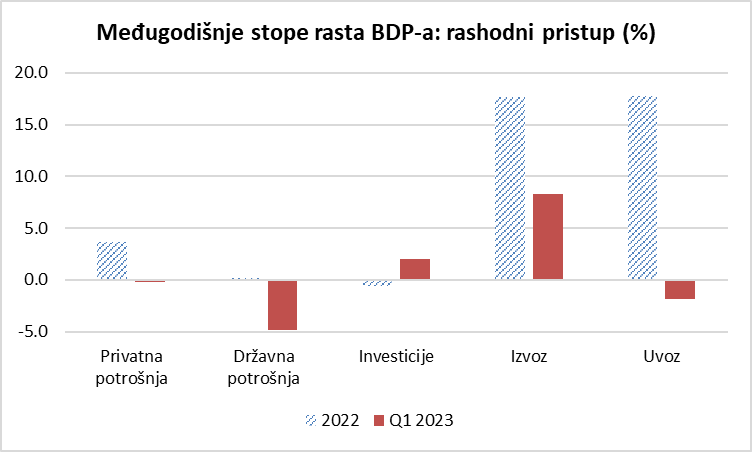 Međugodišnje stope rasta BDP-a: rashodni pristup (%)
20.0
15.0
10.0
5.0
0.0
-5.0
Privatna
potrošnja
Državna
potrošnja
Investicije
Izvoz
Uvoz
2022
Q1 2023